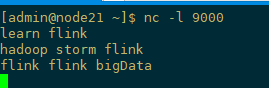 [admin@node21 ~]$ nc -l 9000
learn flink
hadoop storm flink
flink flink bigData